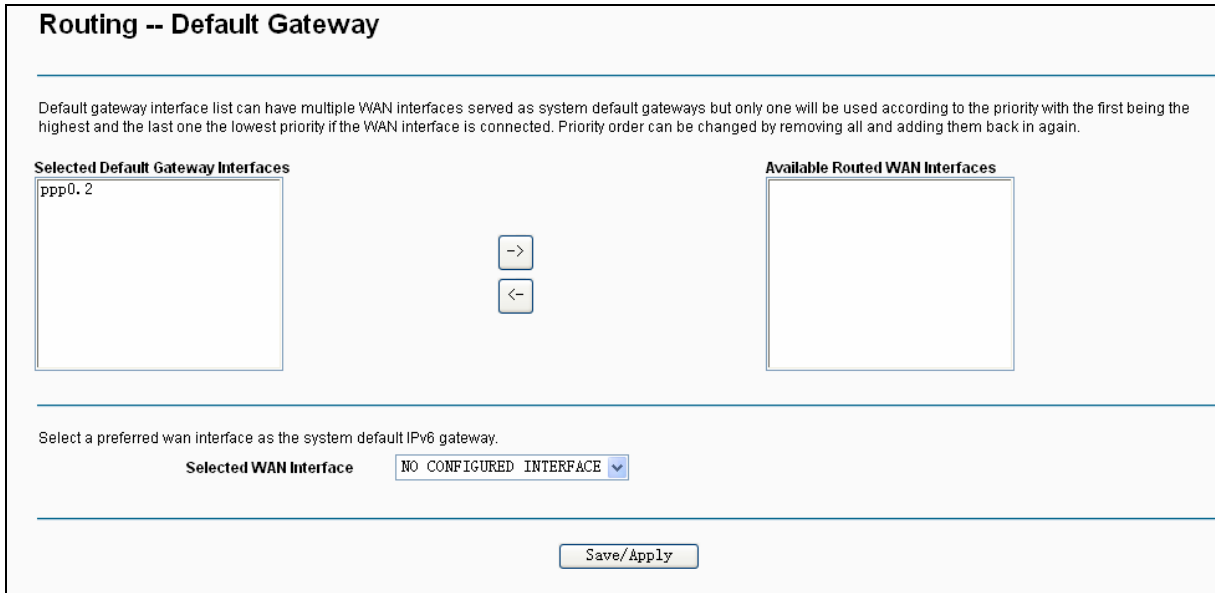 Routing -- Default Gateway
Default gateway interface list can have multiple WAN interfaces served as system default gateways but only one will be used according to the priority with the first being the
highest and the last one the lowest priority if the WAN interface is connected. Priority order can be changed by removing all and adding them back in again.
Selected Default Gateway Interfaces
ppp0.2
->
<-
Available Routed WAN Interfaces
Select a preferred wan interface as the system default IPv6 gateway.
Selected WAN Interface NO CONFIGURED INTERFACE
Save/Apply